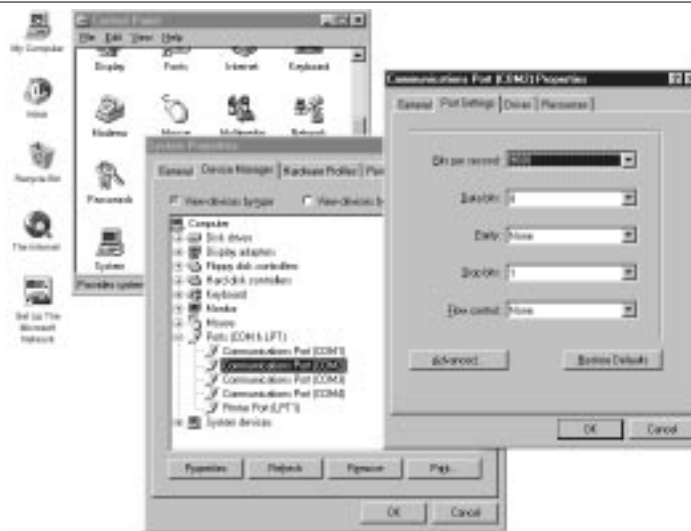 My Computer
Inbox
Recycle Bin
The Internet
Set Up The
Microsoft
Network
Control Panel
File Edit View Help
Display Fonts Internet Keyboard
Modems Mouse Multimedia Network
Passwords
System
Provides system
System Properties
General Device Manager Hardware Profiles
View devices by type View devices by
Computer
Disk drives
Display adapters
Floppy disk controllers
Hard disk controllers
Keyboard
Monitor
Mouse
Ports (COM & LPT)
Communications Port (COM1)
Communications Port (COM2)
Communications Port (COM3)
Communications Port (COM4)
Printer Port (LPT1)
System devices
Properties Refresh Remove Print...
OK Cancel
Communications Port (COM2) Properties
General Port Settings Driver Resources
Bits per second: 9600
Data bits: 8
Parity: None
Stop bits: 1
Flow control: None
Advanced... Restore Defaults
OK Cancel